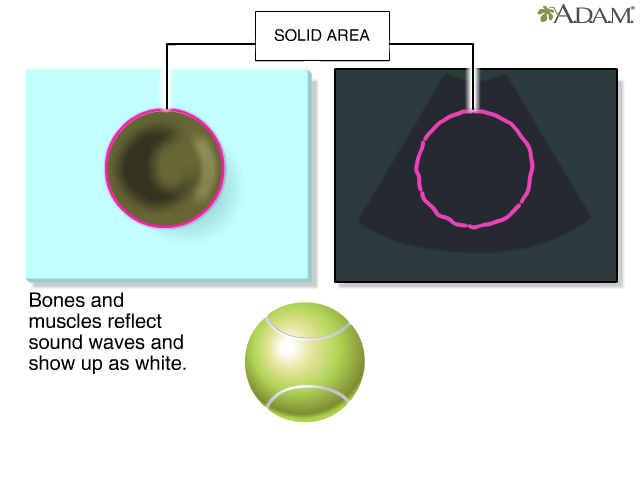 A.D.A.M.
SOLID AREA
Bones and
muscles reflect
sound waves and
show up as white.